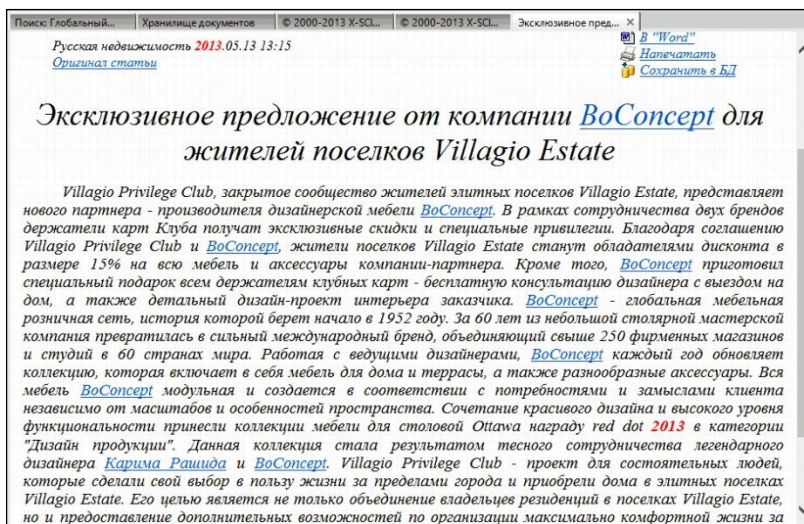 Поиск: Глобальный...
Хранилище документов
© 2000-2013 X-SCI...
© 2000-2013 X-SCI...
Эксклюзивное пред... ×
Русская недвижимость 2013.05.13 13:15
Оригинал статьи
В "Word"
Напечатать
Сохранить в БД
Эксклюзивное предложение от компании BoConcept для
жителей поселков Villagio Estate
Villagio Privilege Club, закрытое сообщество жителей элитных поселков Villagio Estate, представляет
нового партнера - производителя дизайнерской мебели BoConcept. В рамках сотрудничества двух брендов
держатели карт Клуба получат эксклюзивные скидки и специальные привилегии. Благодаря соглашению
Villagio Privilege Club и BoConcept, жители поселков Villagio Estate станут обладателями дисконта в
размере 15% на всю мебель и аксессуары компании-партнера. Кроме того, BoConcept приготовил
специальный подарок всем держателям клубных карт - бесплатную консультацию дизайнера с выездом на
дом, а также детальный дизайн-проект интерьера заказчика. BoConcept - глобальная мебельная
розничная сеть, история которой берет начало в 1952 году. За 60 лет из небольшой столярной мастерской
компания превратилась в сильный международный бренд, объединяющий свыше 250 фирменных магазинов
и студий в 60 странах мира. Работая с ведущими дизайнерами, BoConcept каждый год обновляет
коллекцию, которая включает в себя мебель для дома и террасы, а также разнообразные аксессуары. Вся
мебель BoConcept модульная и создается в соответствии с потребностями и замыслами клиента
независимо от масштабов и особенностей пространства. Сочетание красивого дизайна и высокого уровня
функциональности принесли коллекции мебели для столовой Ottawa награду red dot 2013 в категории
"Дизайн продукции". Данная коллекция стала результатом тесного сотрудничества легендарного
дизайнера Карима Рашида и BoConcept. Villagio Privilege Club - проект для состоятельных людей,
которые сделали свой выбор в пользу жизни за пределами города и приобрели дома в элитных поселках
Villagio Estate. Его целью является не только объединение владельцев резиденций в поселках Villagio Estate,
но и предоставление дополнительных возможностей по организации максимально комфортной жизни за